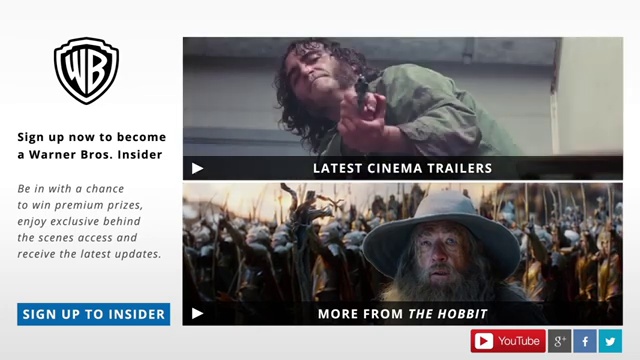 WB
Sign up now to become
a Warner Bros. Insider
Be in with a chance
to win premium prizes,
enjoy exclusive behind
the scenes access and
receive the latest updates.
SIGN UP TO INSIDER
LATEST CINEMA TRAILERS
MORE FROM THE HOBBIT
YouTube
g+
f